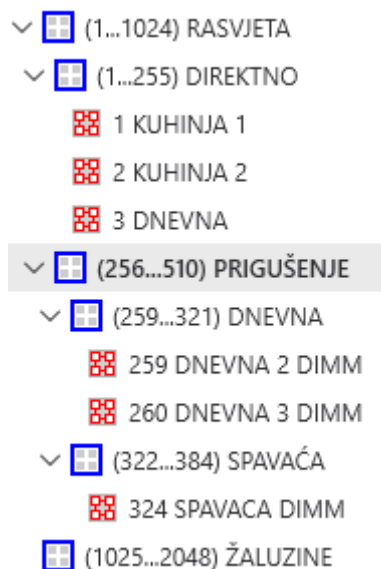 (1...1024) RASVJETA
(1...255) DIREKTNO
1 KUHINJA 1
2 KUHINJA 2
3 DNEVNA
(256...510) PRIGUŠENJE
(259...321) DNEVNA
259 DNEVNA 2 DIMM
260 DNEVNA 3 DIMM
(322...384) SPAVAĆA
324 SPAVACA DIMM
(1025...2048) ŽALUZINE